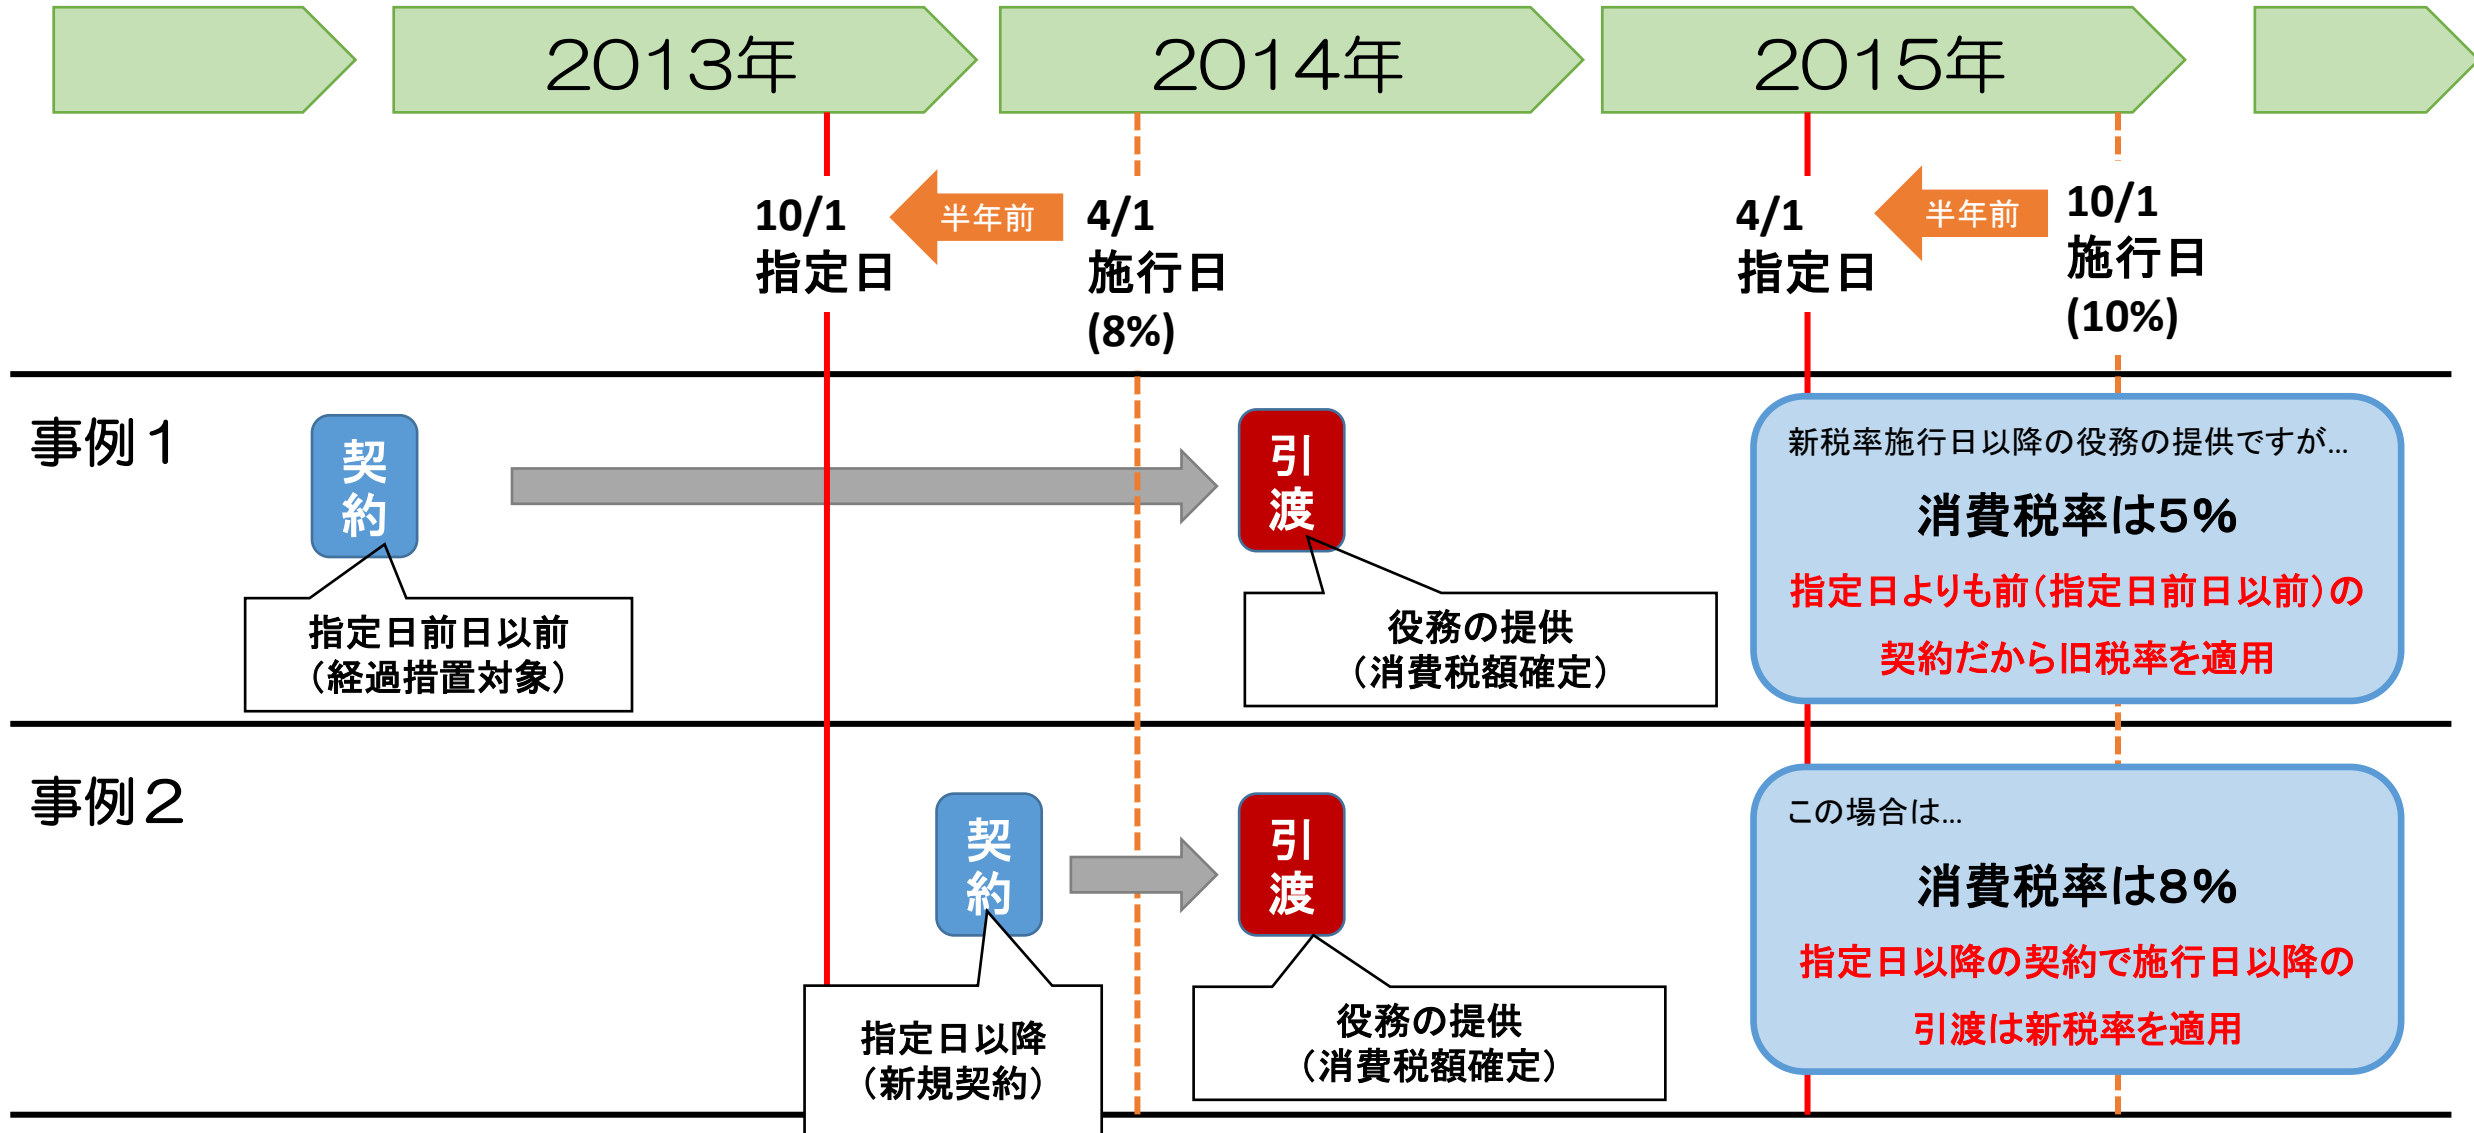 2013年
2014年
2015年
10/1
指定日
半年前
4/1
施行日
(8%)
4/1
指定日
半年前
10/1
施行日
(10%)
事例１
契
約
引
渡
指定日前日以前
（経過措置対象）
役務の提供
（消費税額確定）
新税率施行日以降の役務の提供ですが…
消費税率は5%
指定日よりも前（指定日前日以前）の
契約だから旧税率を適用
事例２
契
約
引
渡
指定日以降
（新規契約）
役務の提供
（消費税額確定）
この場合は…
消費税率は8%
指定日以降の契約で施行日以降の
引渡は新税率を適用